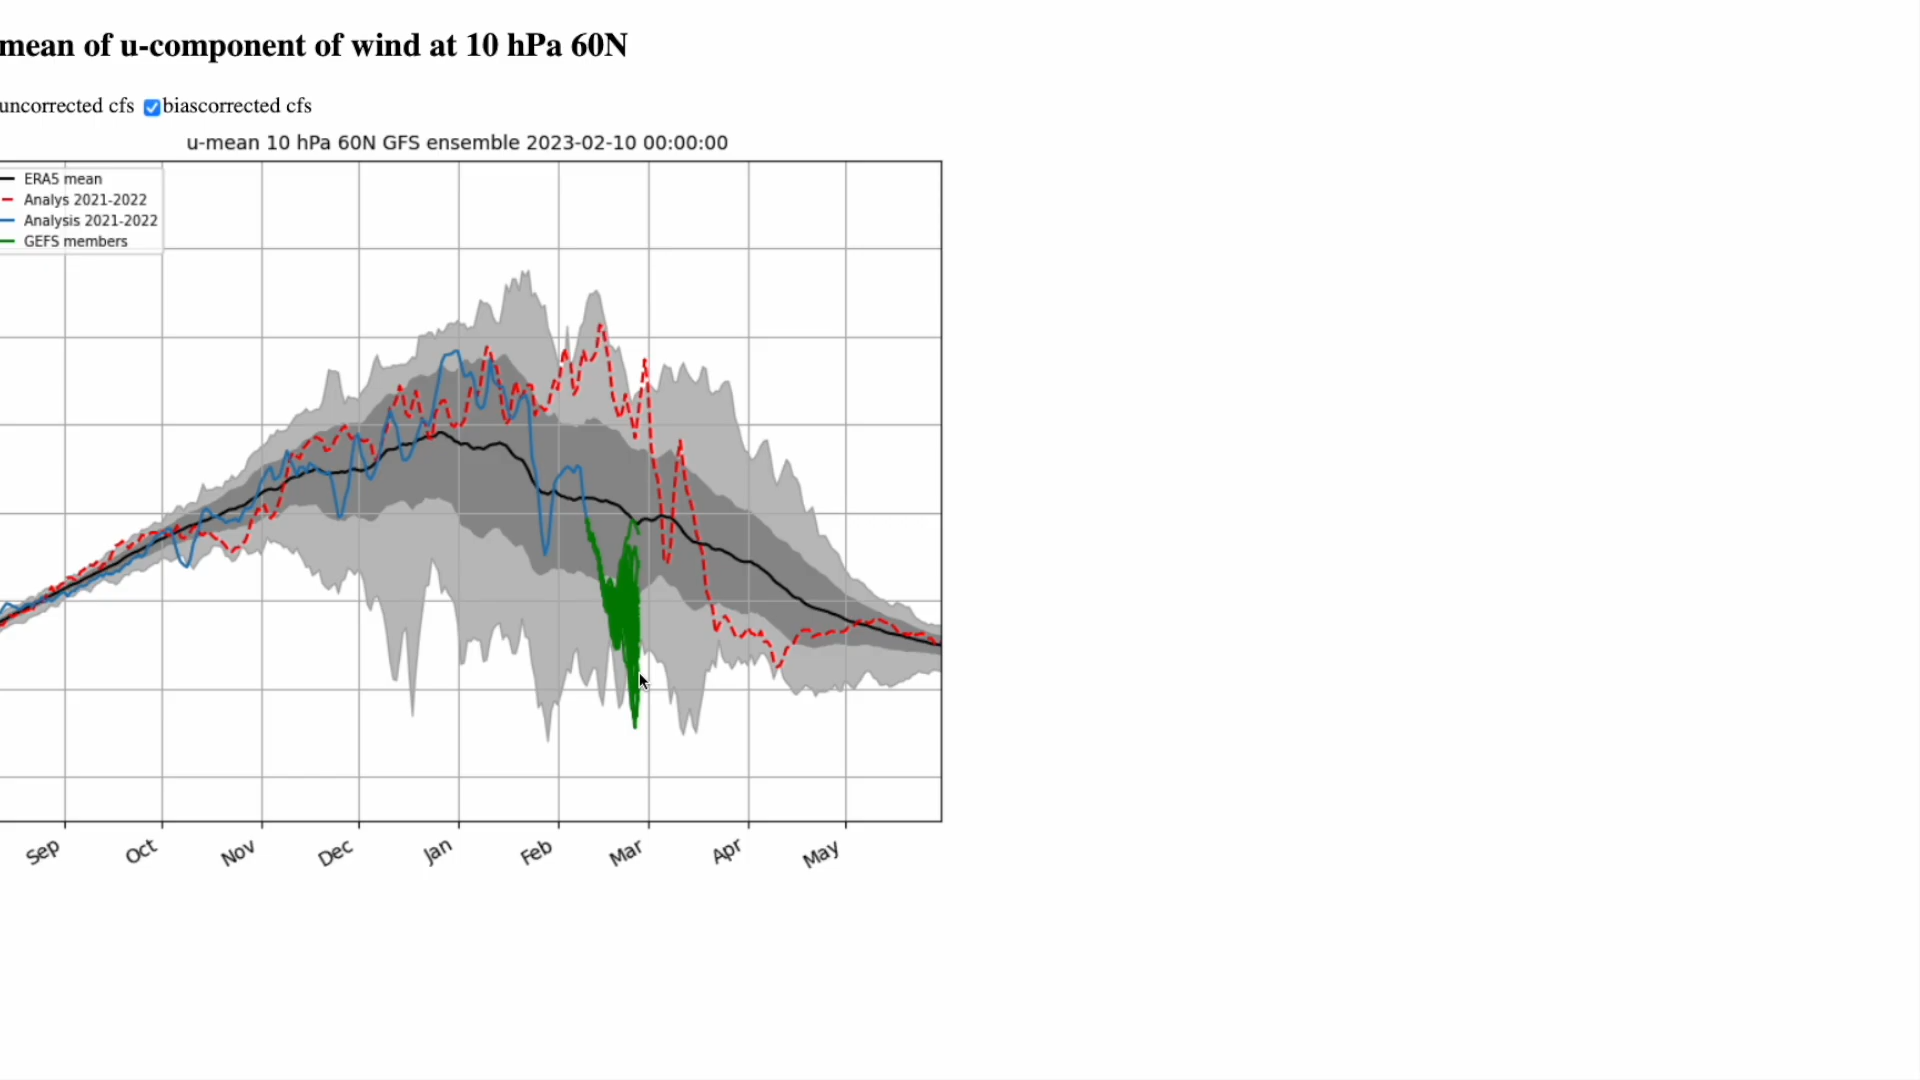 mean of u-component of wind at 10 hPa 60N
uncorrected cfs biascorrected cfs
u-mean 10 hPa 60N GFS ensemble 2023-02-10 00:00:00
ERA5 mean
Analys 2021-2022
Analysis 2021-2022
GEFS members
Sep Oct Nov Dec Jan Feb Mar Apr May